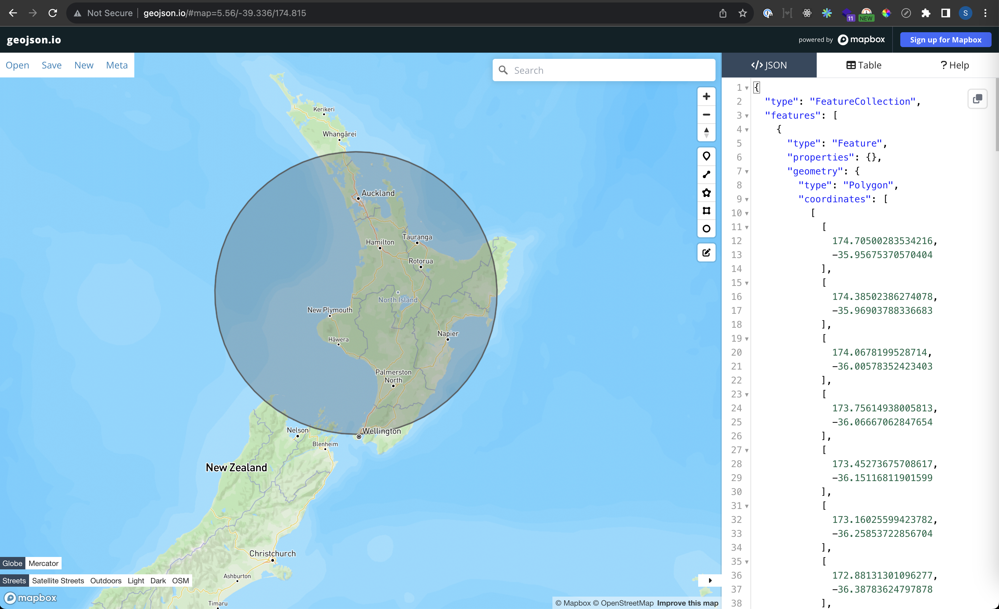 Not Secure geojson.io/#map=5.56/-39.336/174.815
11 NEW S
geojson.io
powered by mapbox Sign up for Mapbox
Open Save New Meta
Search
Kerikeri
Whangārei
Auckland
Tauranga
Hamilton
Rotorua
North Island
New Plymouth
Napier
Hāwera
Palmerston
North
Wellington
Nelson
Blenheim
New Zealand
Christchurch
Ashburton
Timaru
Globe Mercator
Streets Satellite Streets Outdoors Light Dark OSM
mapbox
© Mapbox © OpenStreetMap Improve this map
</> JSON Table ? Help
1 {
2 "type": "FeatureCollection",
3 "features": [
4 {
5 "type": "Feature",
6 "properties": {},
7 "geometry": {
8 "type": "Polygon",
9 "coordinates": [
10 [
11 [
12 174.70500283534216,
13 -35.95675370570404
14 ],
15 [
16 174.38502386274078,
17 -35.96903788336683
18 ],
19 [
20 174.0678199528714,
21 -36.00578352423403
22 ],
23 [
24 173.75614938005813,
25 -36.06667062847654
26 ],
27 [
28 173.45273675708617,
29 -36.15116811901599
30 ],
31 [
32 173.16025599423782,
33 -36.25853722856704
34 ],
35 [
36 172.88131301096277,
37 -36.38783624797878
38 ],